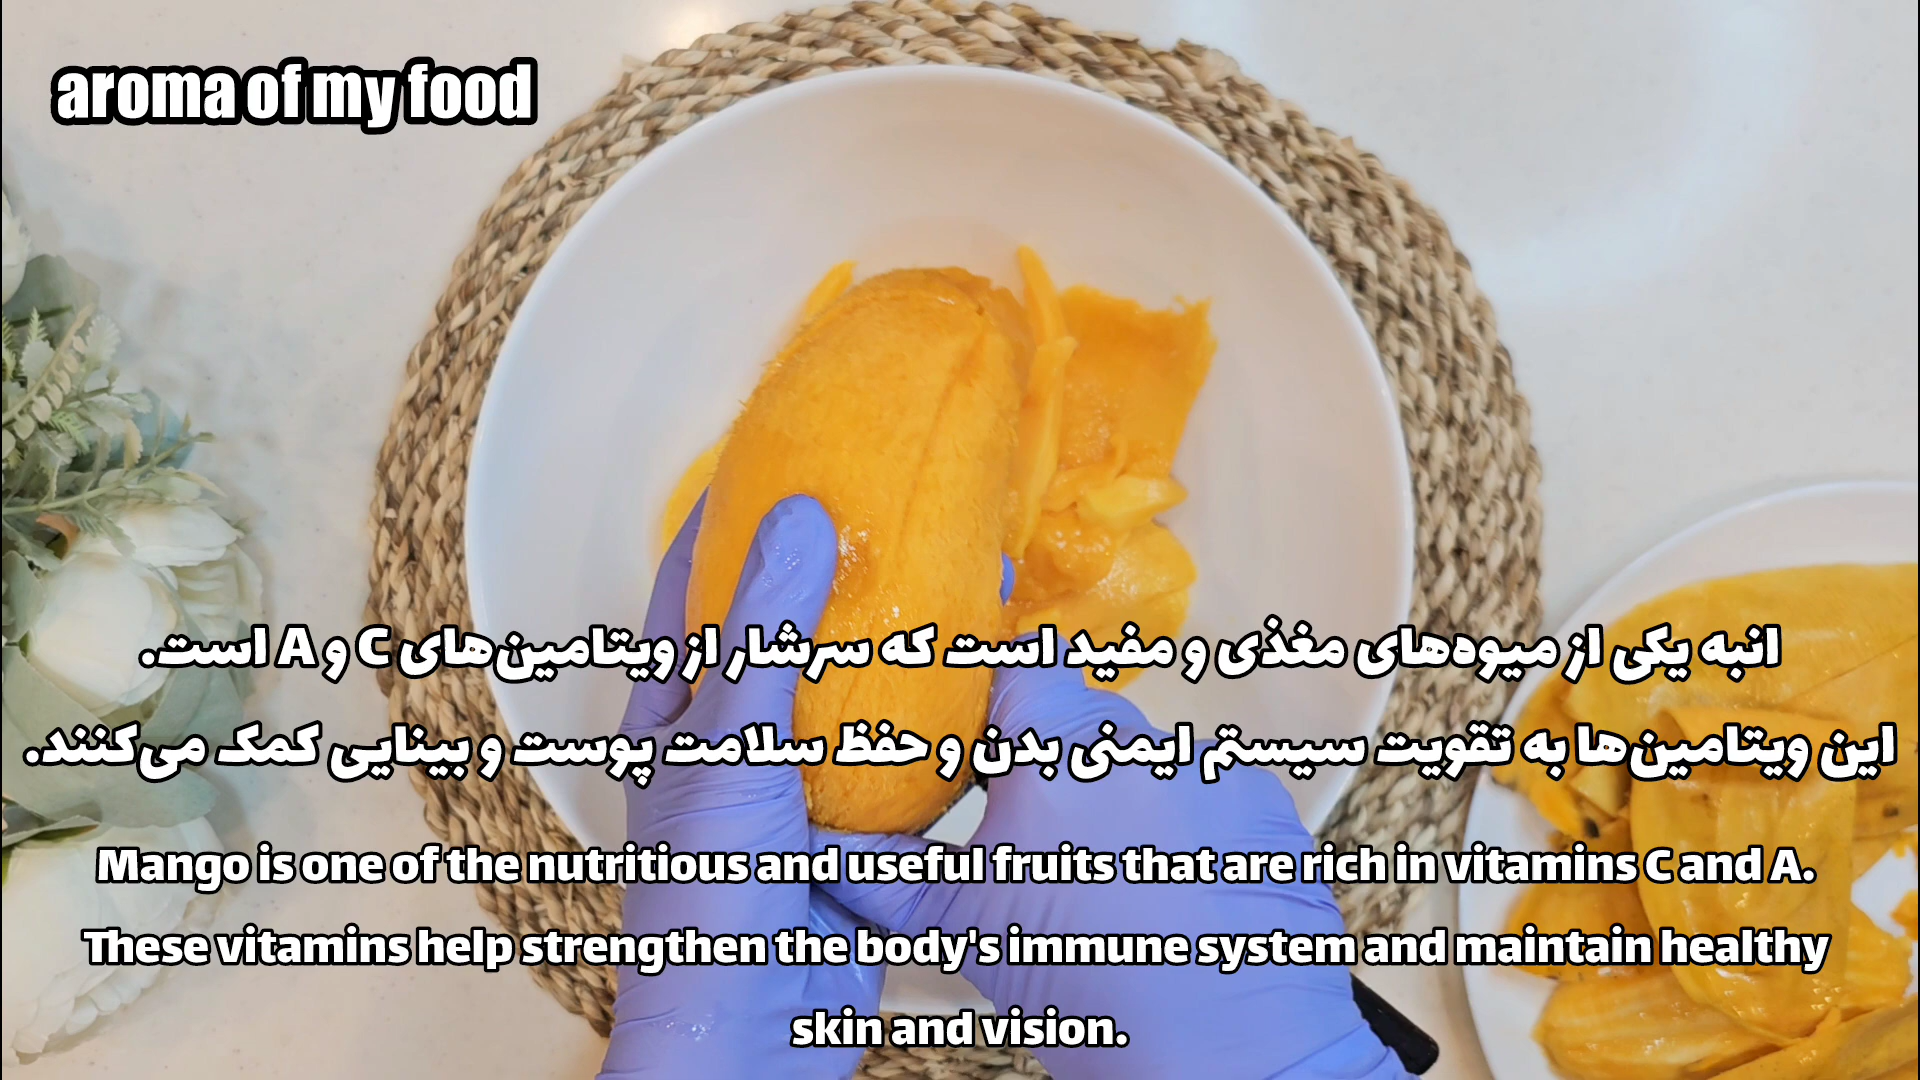 aroma of my food
انبه یکی از میوه‌های مغذی و مفید است که سرشار از ویتامین‌های C و A است.
این ویتامین‌ها به تقویت سیستم ایمنی بدن و حفظ سلامت پوست و بینایی کمک می‌کنند.
Mango is one of the nutritious and useful fruits that are rich in vitamins C and A.
These vitamins help strengthen the body's immune system and maintain healthy
skin and vision.